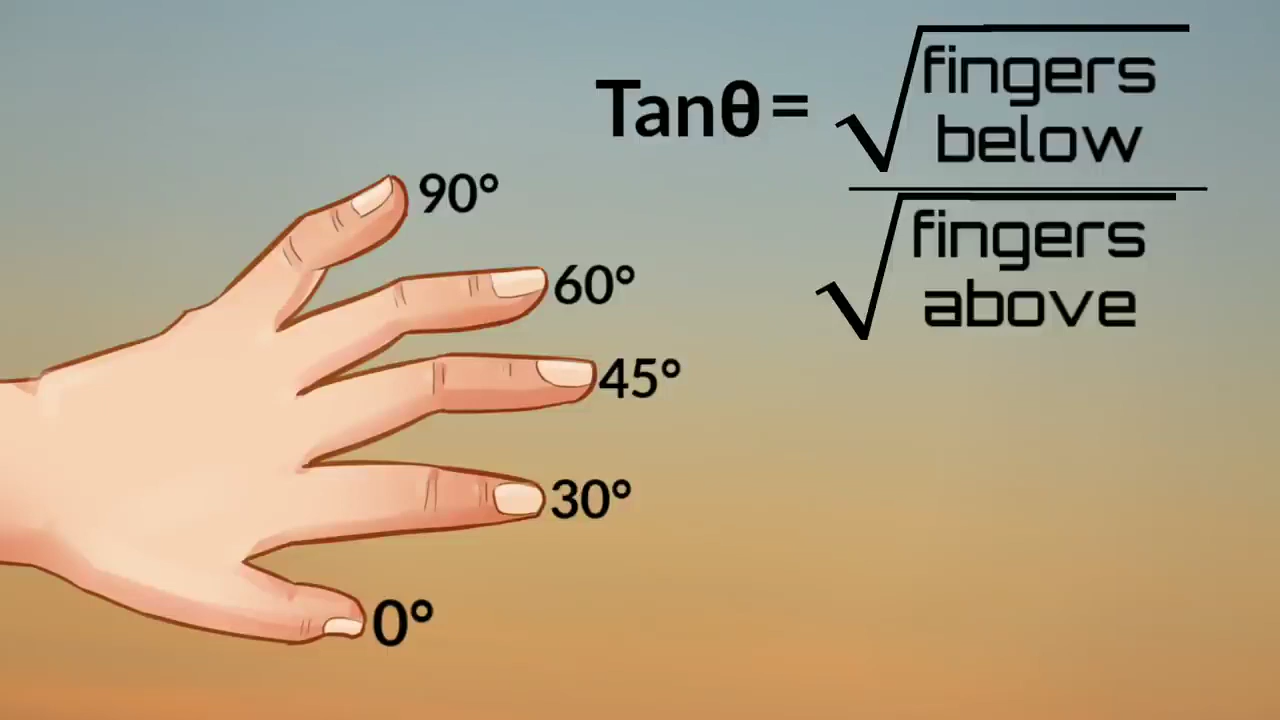 Tanθ = √fingers
below
√fingers
above
90°
60°
45°
30°
0°